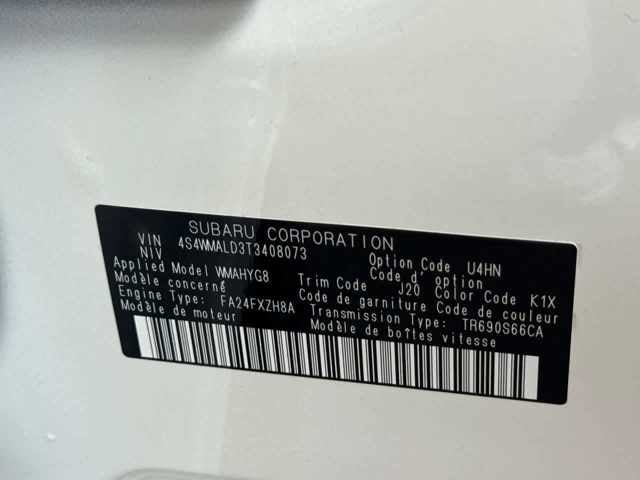 SUBARU CORPORATION
VIN 4S4WMALD3T3408073 Option Code U4HN
NIV Cod. d' option
Applied Model WMAHYG8 Trim Code J20 Color Code K1X
Modèle concerné Code de garniture Code de couleur
Engine Type: FA24FXZH8A Transmission Type: TR690S66CA
Modèle de moteur Modèle de boîtes vitesse